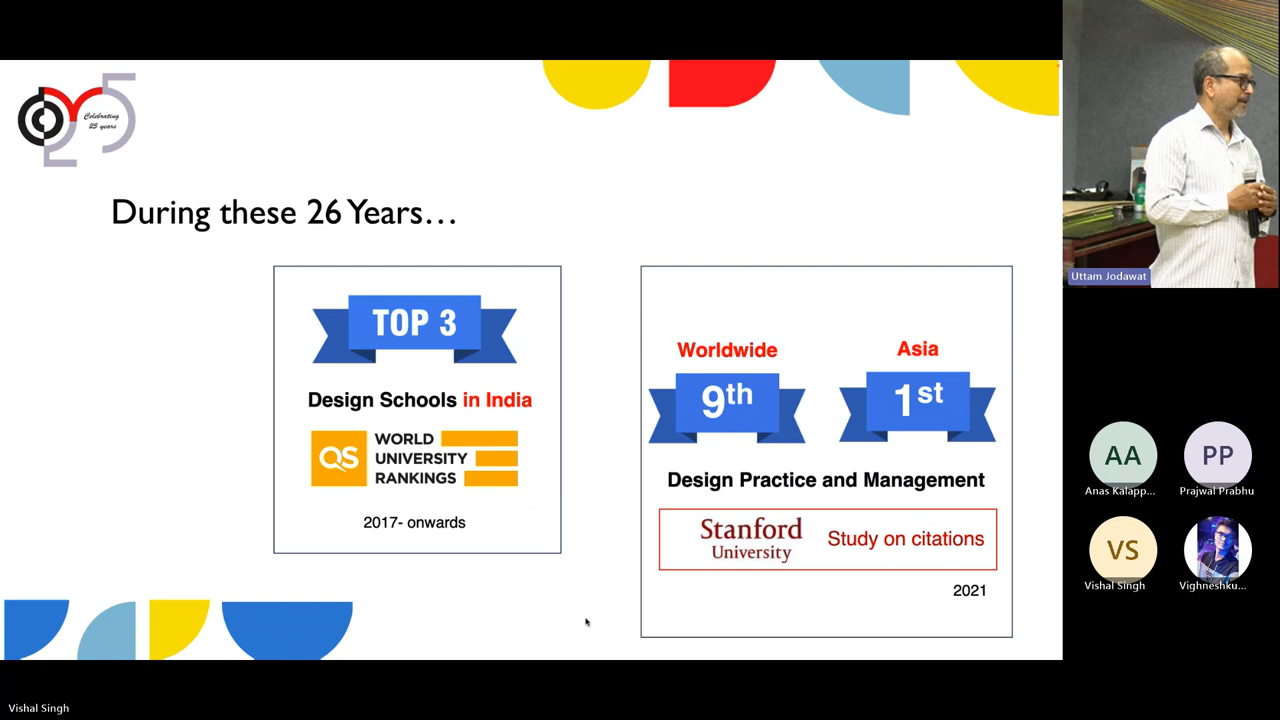 Celebrating
25 years
During these 26 Years...
TOP 3
Design Schools in India
QS
WORLD
UNIVERSITY
RANKINGS
2017- onwards
Worldwide
9th
Asia
1st
Design Practice and Management
Stanford
University
Study on citations
2021
Uttam Jodawat
AA
Anas Kalapp...
PP
Prajwal Prabhu
VS
Vishal Singh
Vighneshku...
Vishal Singh